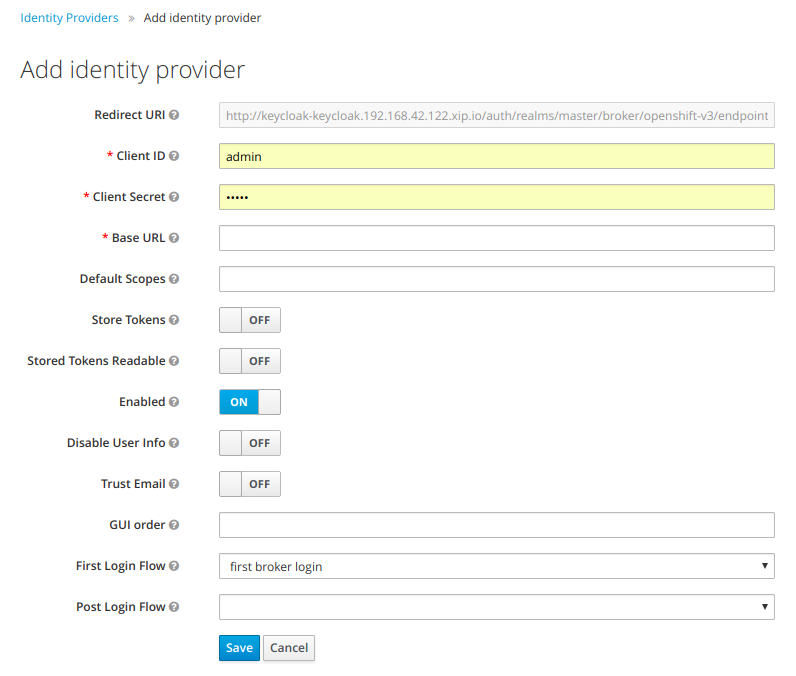 Identity Providers » Add identity provider
Add identity provider
Redirect URI http://keycloak-keycloak.192.168.42.122.xip.io/auth/realms/master/broker/openshift-v3/endpoint
* Client ID admin
* Client Secret •••••
* Base URL
Default Scopes
Store Tokens OFF
Stored Tokens Readable OFF
Enabled ON
Disable User Info OFF
Trust Email OFF
GUI order
First Login Flow first broker login
Post Login Flow
Save Cancel